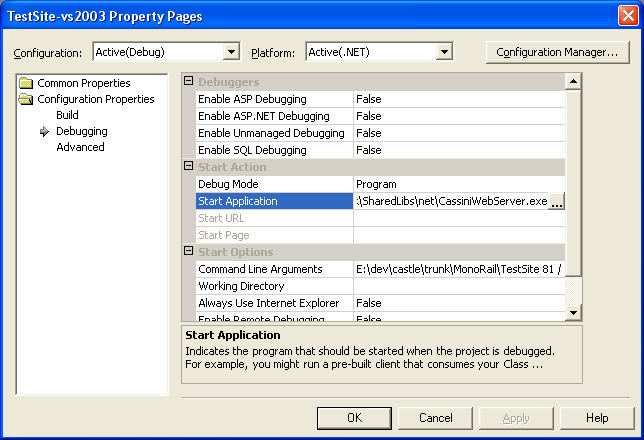 TestSite-vs2003 Property Pages
Configuration: Active(Debug) Platform: Active(.NET) Configuration Manager...
Common Properties
Configuration Properties
Build
Debugging
Advanced
Debuggers
Enable ASP Debugging False
Enable ASP.NET Debugging False
Enable Unmanaged Debugging False
Enable SQL Debugging False
Start Action
Debug Mode Program
Start Application :\SharedLibs\net\CassiniWebServer.exe ...
Start URL
Start Page
Start Options
Command Line Arguments E:\dev\castle\trunk\MonoRail\TestSite 81 /
Working Directory
Always Use Internet Explorer False
Enable Remote Debugging False
Start Application
Indicates the program that should be started when the project is debugged.
For example, you might run a pre-built client that consumes your Class ...
OK Cancel Apply Help